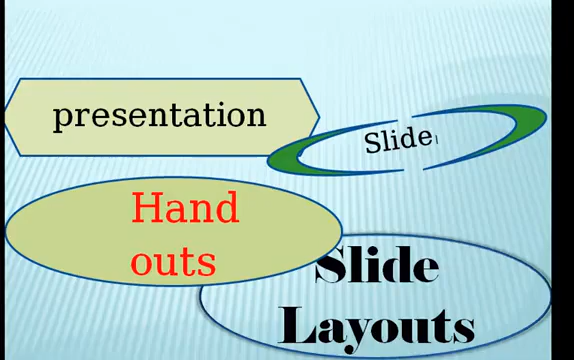 presentation
Slide
Hand
outs
Slide
Layouts